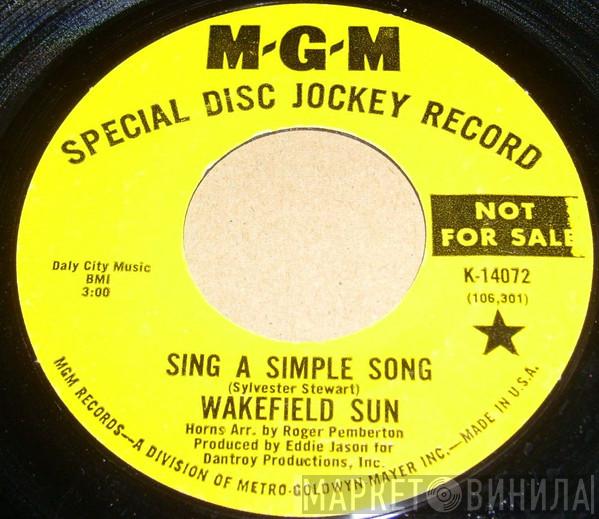 M-G-M
SPECIAL DISC JOCKEY RECORD
NOT
FOR SALE
Daly City Music
BMI
3:00
K-14072
(106,301)
SING A SIMPLE SONG
(Sylvester Stewart)
WAKEFIELD SUN
Horns Arr. by Roger Pemberton
Produced by Eddie Jason for
Dantroy Productions, Inc.
MGM RECORDS—A DIVISION OF METRO-GOLDWYN-MAYER INC.—MADE IN U.S.A.
МАРКЕТ ВИНИЛА